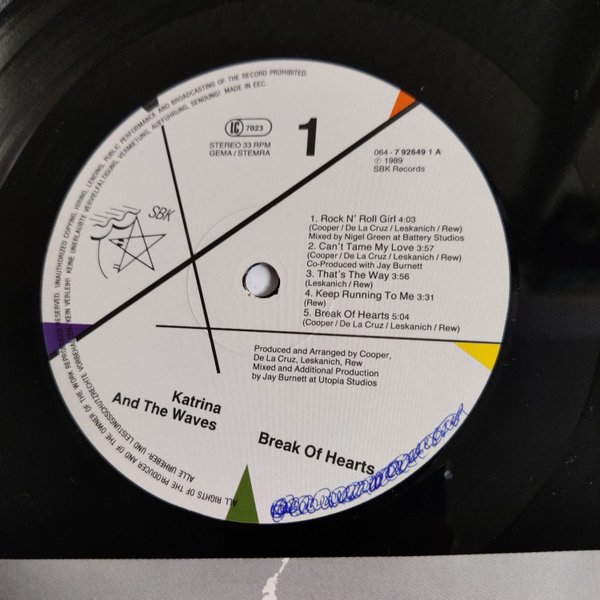 ALL RIGHTS OF THE PRODUCER AND OF THE OWNER OF THE WORK REPRODUCED RESERVED. UNAUTHORIZED COPYING, HIRING, LENDING, PUBLIC PERFORMANCE AND BROADCASTING OF THE RECORD PROHIBITED.
ALLE URHEBER- UND LEISTUNGSSCHUTZRECHTE VORBEHALTEN. KEIN VERLEIH! KEINE UNERLAUBTE VERVIELFÄLTIGUNG, VERMIETUNG, AUFFÜHRUNG, SENDUNG! MADE IN EEC.
LC 7023
STEREO 33 RPM
GEMA / STEMRA
1
064 - 7 92649 1 A
℗ 1989
SBK Records
SBK
1. Rock N' Roll Girl 4:03
(Cooper / De La Cruz / Leskanich / Rew)
Mixed by Nigel Green at Battery Studios
2. Can't Tame My Love 3:57
(Cooper / De La Cruz / Leskanich / Rew)
Co-Produced with Jay Burnett
3. That's The Way 3:56
(Leskanich / Rew)
4. Keep Running To Me 3:31
(Rew)
5. Break Of Hearts 5:04
(Cooper / De La Cruz / Leskanich / Rew)
Produced and Arranged by Cooper,
De La Cruz, Leskanich, Rew
Mixed and Additional Production
by Jay Burnett at Utopia Studios
Katrina
And The Waves
Break Of Hearts